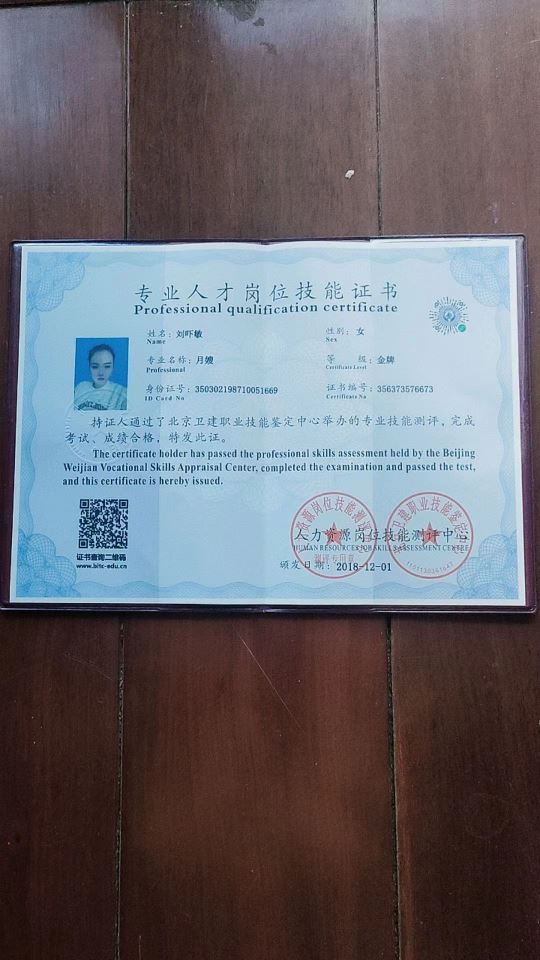 专业人才岗位技能证书
Professional qualification certificate
姓名：刘吓敏
Name
性别：女
Sex
专业名称：月嫂
Professional
等 级：金牌
Certificate Level
身份证号：350302198710051669
ID Card No
证书编号：356373576673
Certificate No
持证人通过了北京卫建职业技能鉴定中心举办的专业技能测评，完成
考试、成绩合格，特发此证。
The certificate holder has passed the professional skills assessment held by the Beijing
Weijian Vocational Skills Appraisal Center, completed the examination and passed the test,
and this certificate is hereby issued.
证书查询二维码
www.bitc-edu.cn
人力资源岗位技能测评中心
HUMAN RESOURCES JOB SKILLS ASSESSMENT CENTRE
颁发日期：2018-12-01